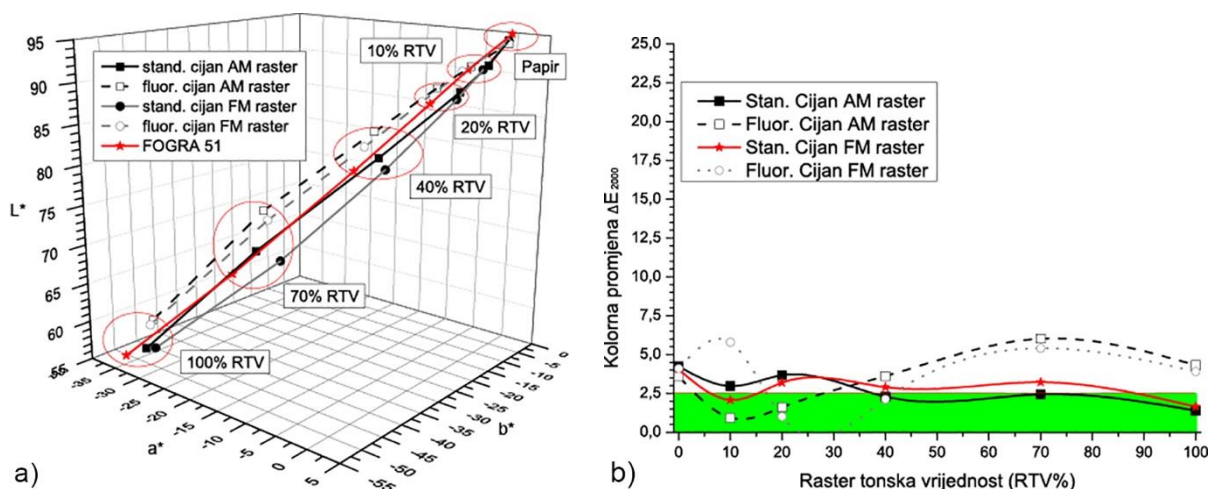 95
90
85
80
75
70
65
60
55
L*
stand. cijan AM raster
fluor. cijan AM raster
stand. cijan FM raster
fluor. cijan FM raster
FOGRA 51
10% RTV
Papir
20% RTV
40% RTV
70% RTV
100% RTV
-35
-30
-25
-20
-15
-10
-5
0
5
a*
0
-5
-10
-15
-20
-25
-30
-35
-40
-45
-50
-55
b*
a)
25,0
22,5
20,0
17,5
15,0
12,5
10,0
7,5
5,0
2,5
0,0
Kolorna promjena ΔE2000
Stan. Cijan AM raster
Fluor. Cijan AM raster
Stan. Cijan FM raster
Fluor. Cijan FM raster
0 10 20 30 40 50 60 70 80 90 100
Raster tonska vrijednost (RTV%)
b)